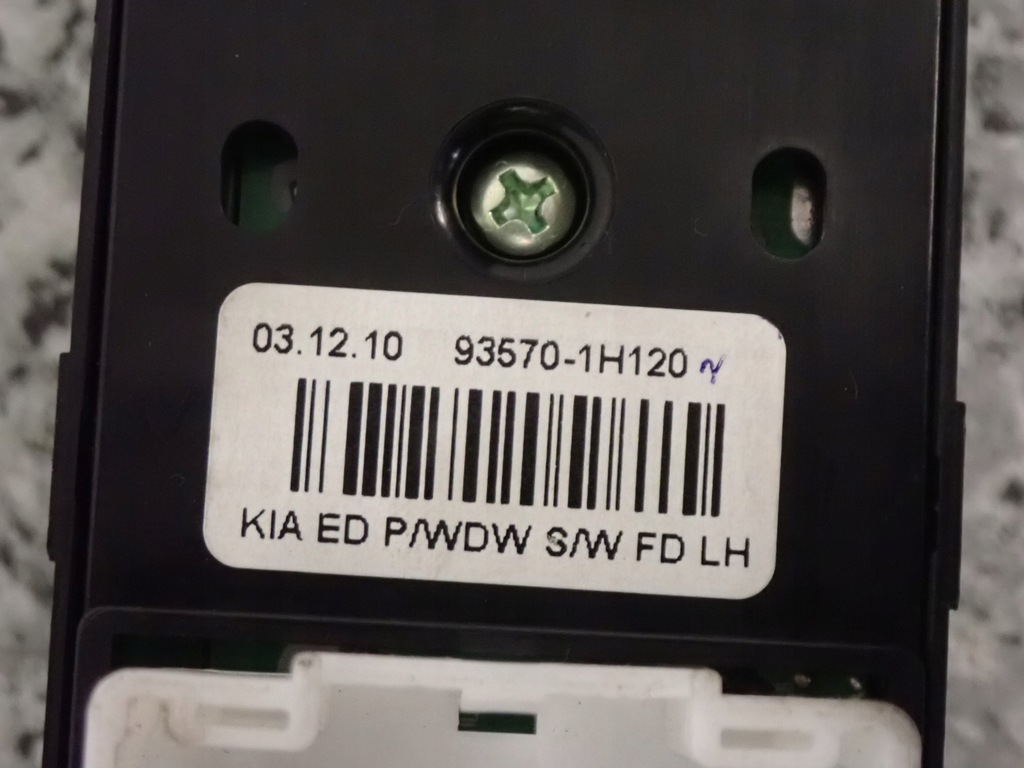 03.12.10 93570-1H120
KIA ED P/WDW S/W FD LH